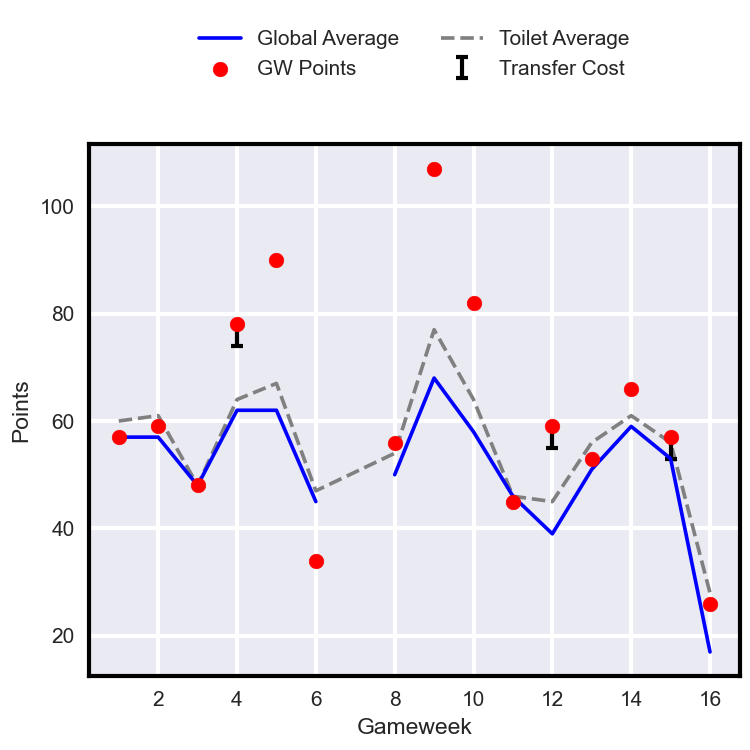 Global Average
Toilet Average
GW Points
Transfer Cost
100
80
60
40
20
Points
2
4
6
8
10
12
14
16
Gameweek